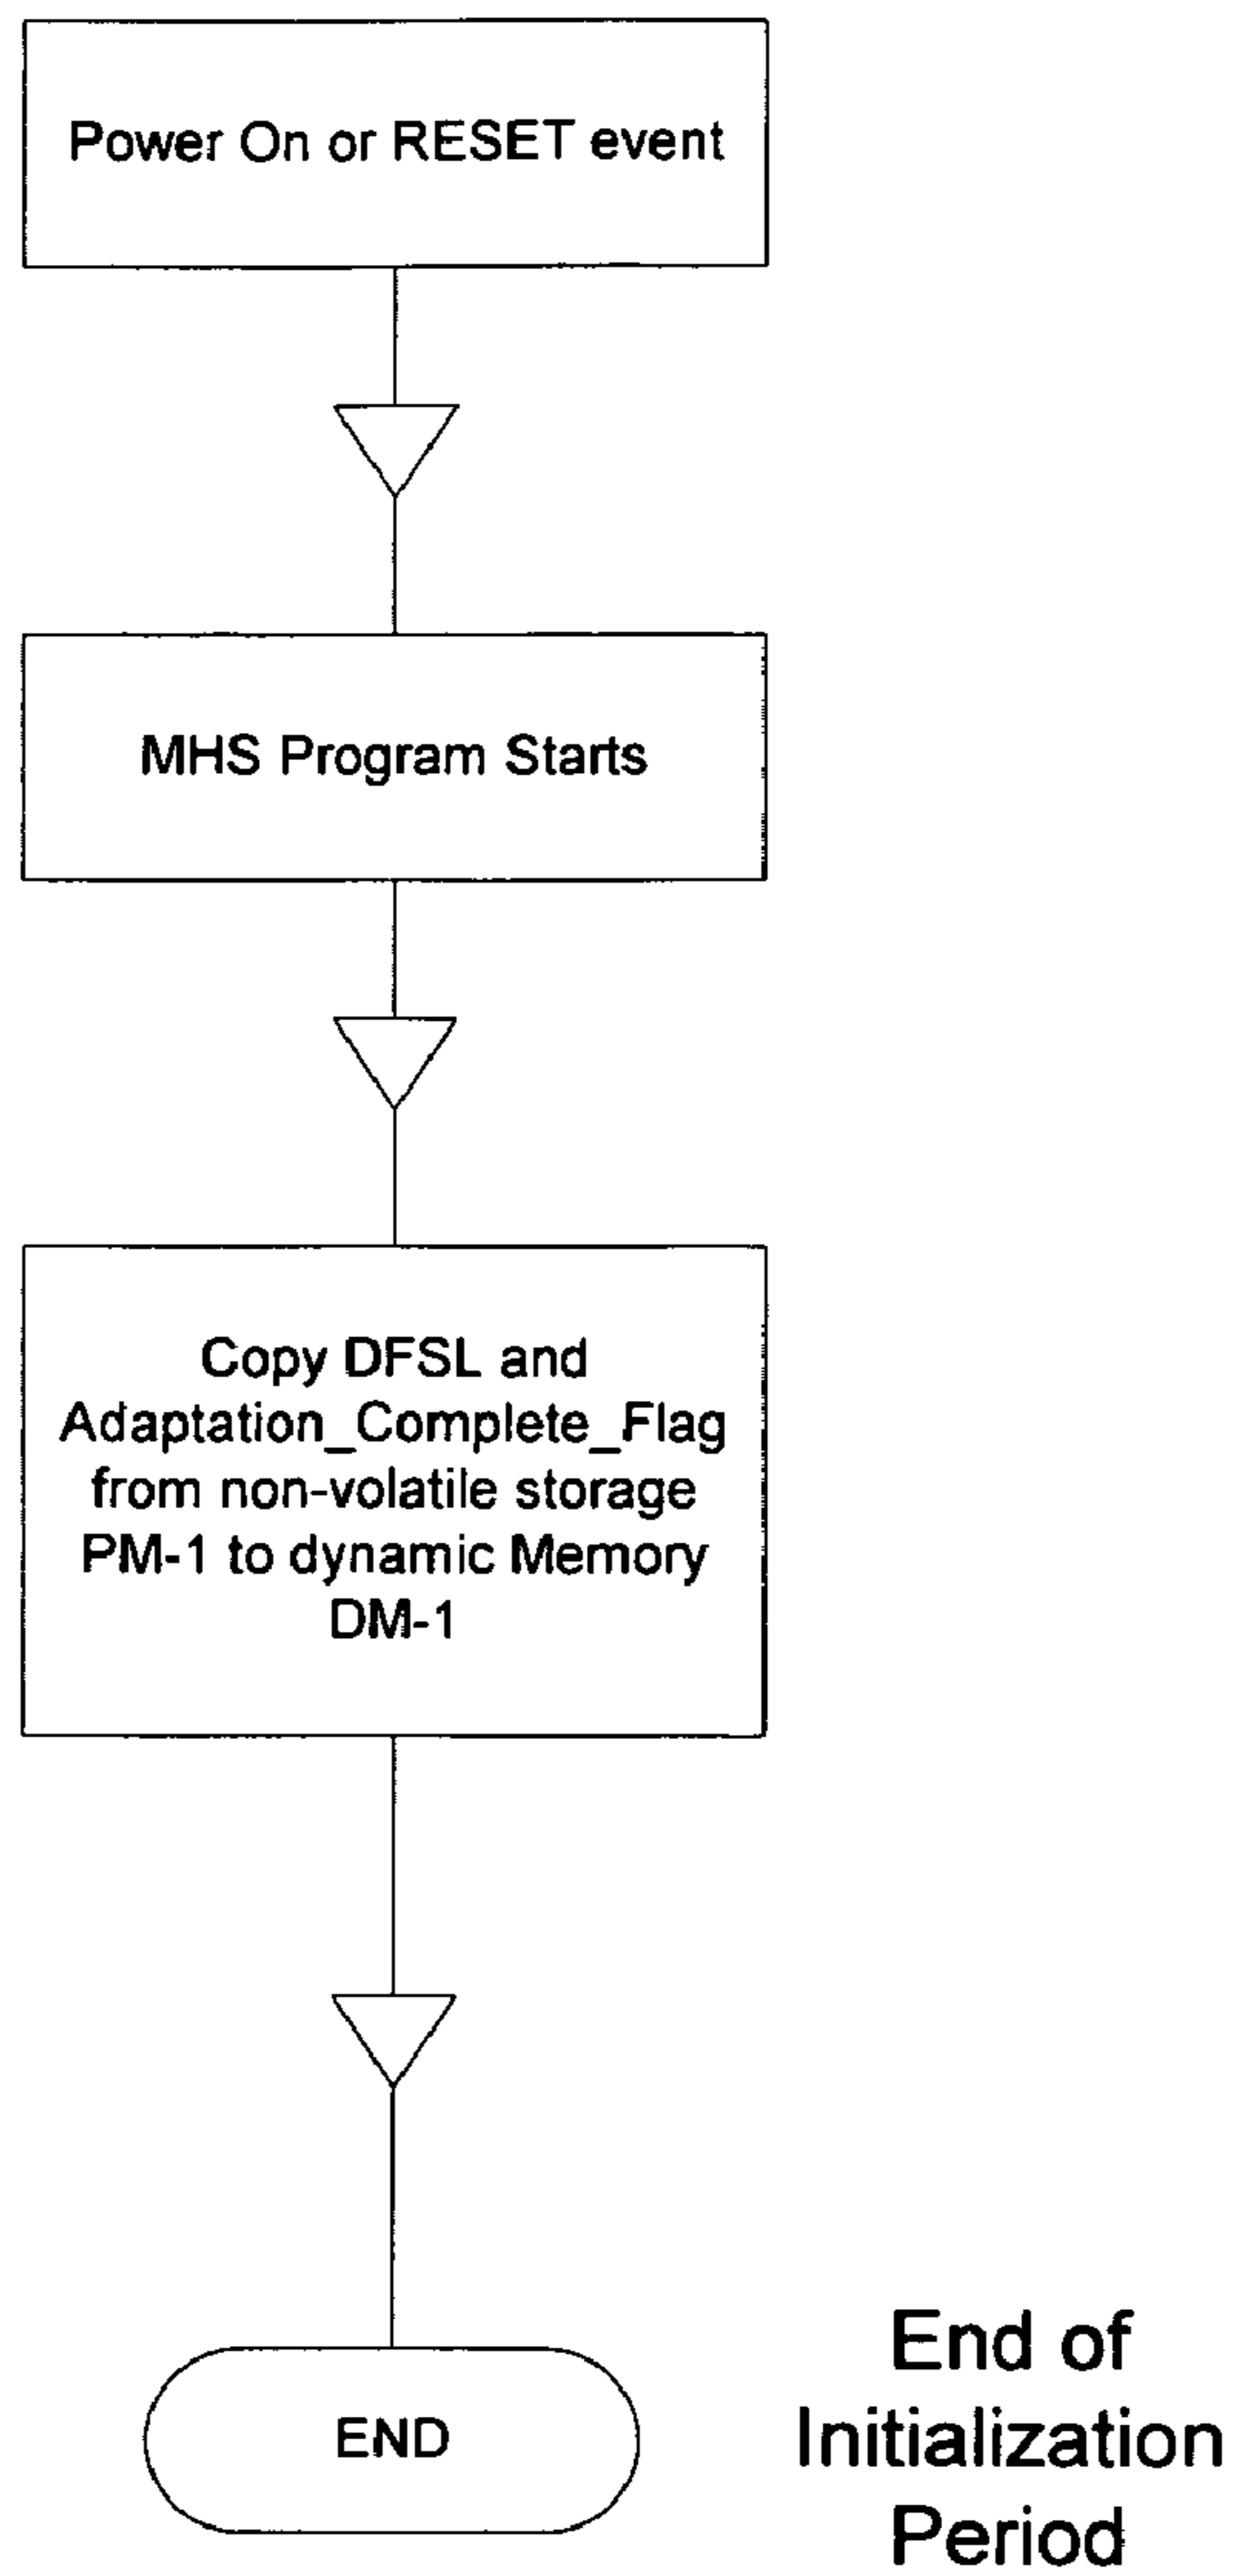 Power On or RESET event
MHS Program Starts
Copy DFSL and
Adaptation_Complete_Flag
from non-volatile storage
PM-1 to dynamic Memory
DM-1
END
End of
Initialization
Period